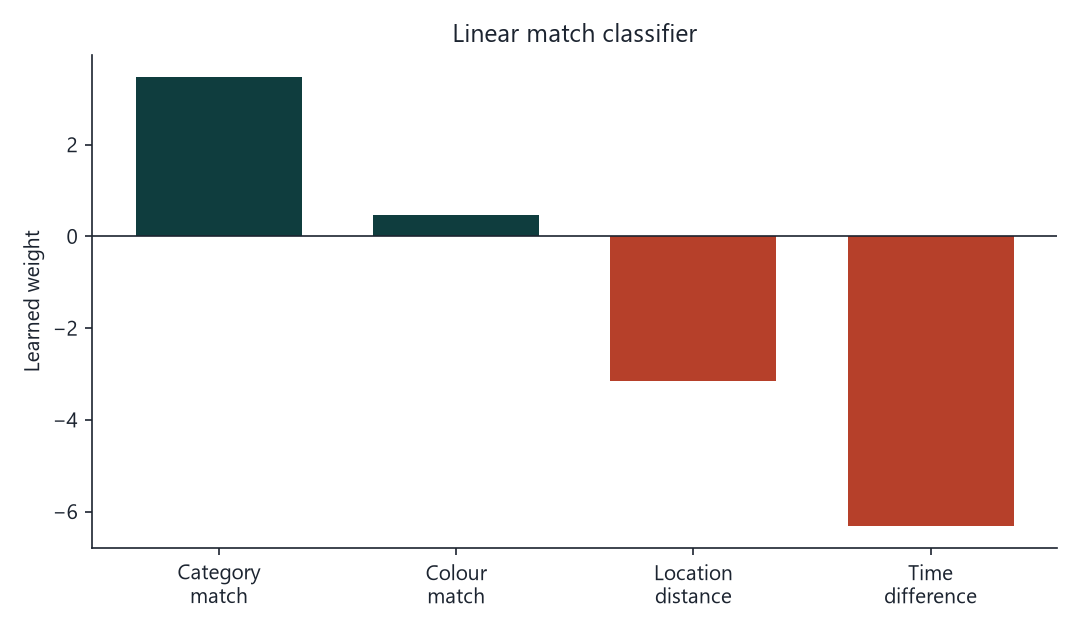 Linear match classifier
Learned weight
2
0
−2
−4
−6
Category
match
Colour
match
Location
distance
Time
difference